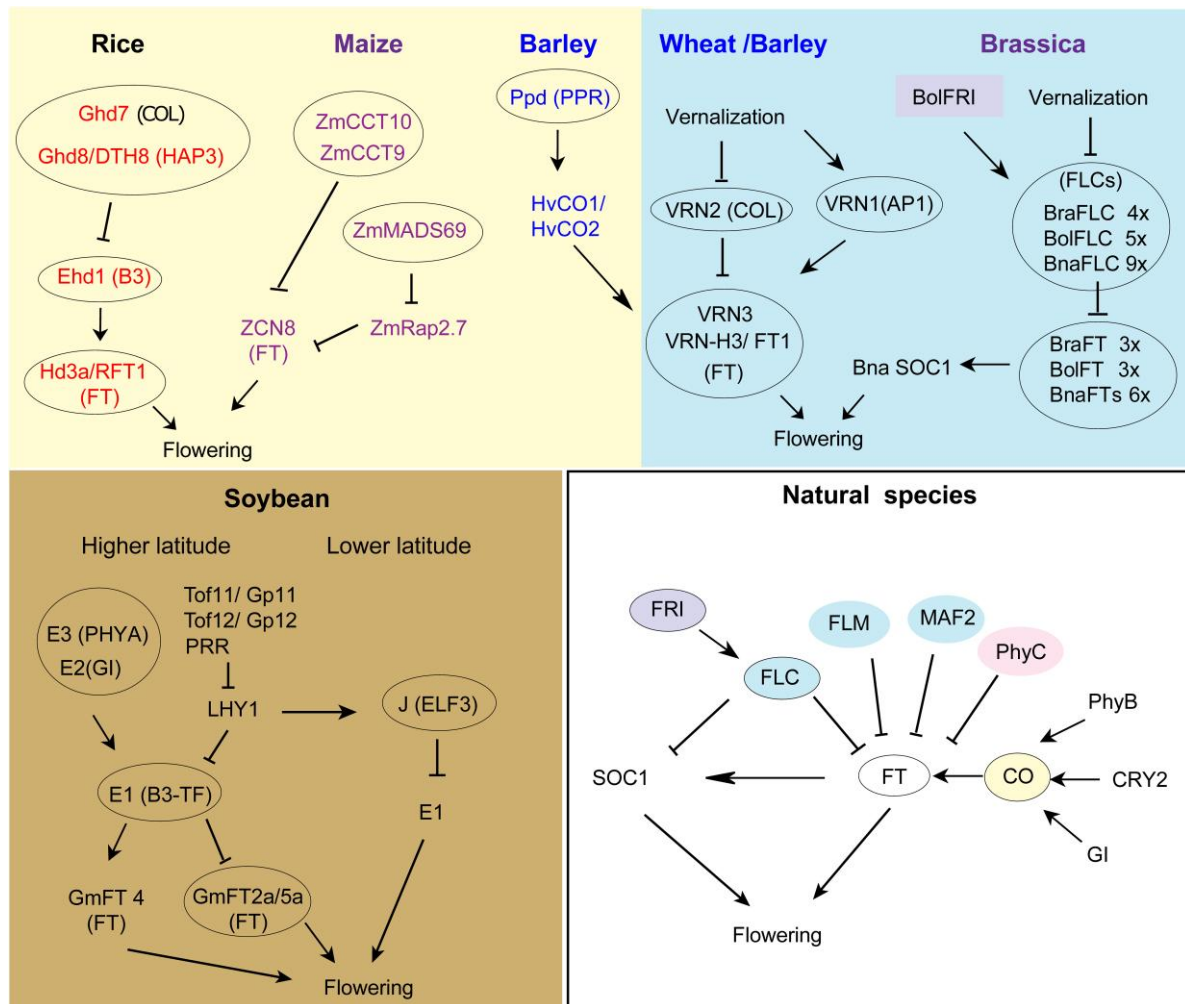 Rice
Ghd7 (COL)
Ghd8/DTH8 (HAP3)
Ehd1 (B3)
Hd3a/RFT1
(FT)
Maize
ZmCCT10
ZmCCT9
ZmMADS69
ZCN8
(FT)
ZmRap2.7
Flowering
Barley
Ppd (PPR)
HvCO1/
HvCO2
Wheat /Barley
Vernalization
VRN2 (COL)
VRN1(AP1)
VRN3
VRN-H3/ FT1
(FT)
Brassica
BolFRI
Vernalization
(FLCs)
BraFLC 4x
BolFLC 5x
BnaFLC 9x
BraFT 3x
BolFT 3x
BnaFTs 6x
Bna SOC1
Flowering
Soybean
Higher latitude
Lower latitude
E3 (PHYA)
E2(GI)
Tof11/ Gp11
Tof12/ Gp12
PRR
LHY1
J (ELF3)
E1 (B3-TF)
E1
GmFT 4
(FT)
GmFT2a/5a
(FT)
Flowering
Natural species
FRI
FLM
MAF2
PhyC
FLC
PhyB
SOC1
FT
CO
CRY2
GI
Flowering